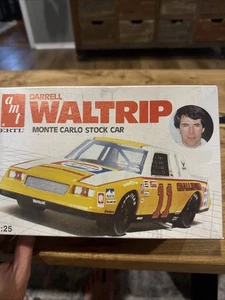 amt
ERTL
DARRELL
WALTRIP
MONTE CARLO STOCK CAR
11
:25